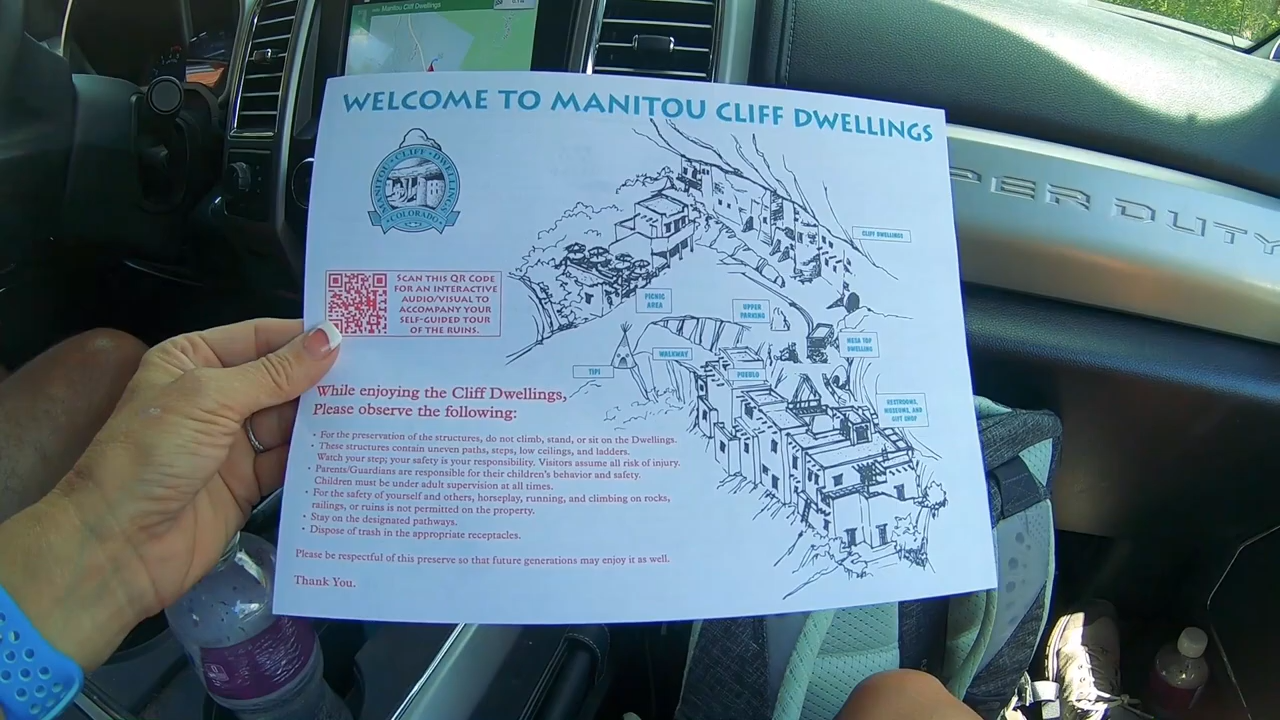 Manitou Cliff Dwellings
WELCOME TO MANITOU CLIFF DWELLINGS
MANITOU • CLIFF • DWELLINGS
COLORADO
SCAN THIS QR CODE
FOR AN INTERACTIVE
AUDIO/VISUAL TO
ACCOMPANY YOUR
SELF-GUIDED TOUR
OF THE RUINS.
CLIFF DWELLINGS
PICNIC
AREA
UPPER
PARKING
MESA TOP
DWELLING
WALKWAY
TIPI
PUEBLO
RESTROOMS,
MUSEUMS, AND
GIFT SHOP
While enjoying the Cliff Dwellings,
Please observe the following:
• For the preservation of the structures, do not climb, stand, or sit on the Dwellings.
• These structures contain uneven paths, steps, low ceilings, and ladders.
Watch your step; your safety is your responsibility. Visitors assume all risk of injury.
• Parents/Guardians are responsible for their children's behavior and safety.
Children must be under adult supervision at all times.
• For the safety of yourself and others, horseplay, running, and climbing on rocks,
railings, or ruins is not permitted on the property.
• Stay on the designated pathways.
• Dispose of trash in the appropriate receptacles.
Please be respectful of this preserve so that future generations may enjoy it as well.
Thank You.
PER DUTY